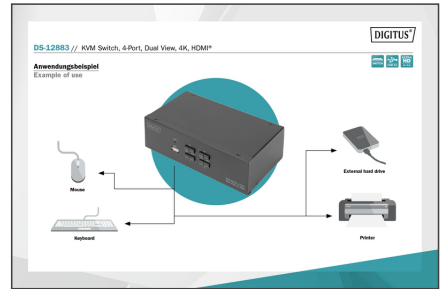 DIGITUS®
DS-12883 // KVM Switch, 4-Port, Dual View, 4K, HDMI®
Anwendungsbeispiel
Example of use
HD
Mouse
External hard drive
Keyboard
Printer